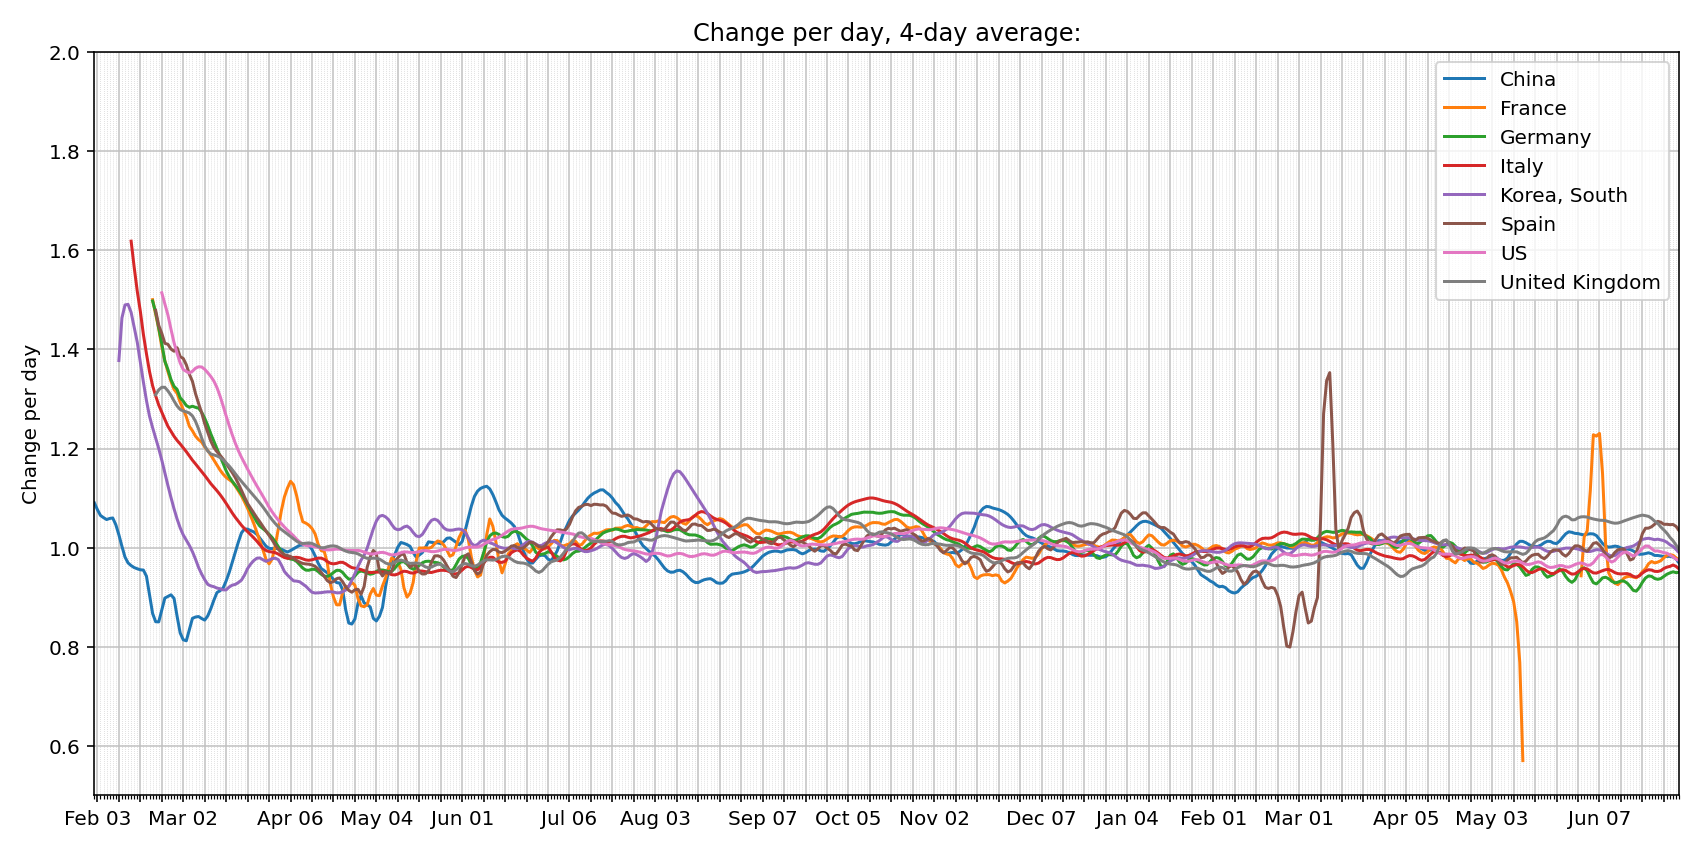 Change per day, 4-day average:
Change per day
2.0
1.8
1.6
1.4
1.2
1.0
0.8
0.6
China
France
Germany
Italy
Korea, South
Spain
US
United Kingdom
Feb 03 Mar 02 Apr 06 May 04 Jun 01 Jul 06 Aug 03 Sep 07 Oct 05 Nov 02 Dec 07 Jan 04 Feb 01 Mar 01 Apr 05 May 03 Jun 07